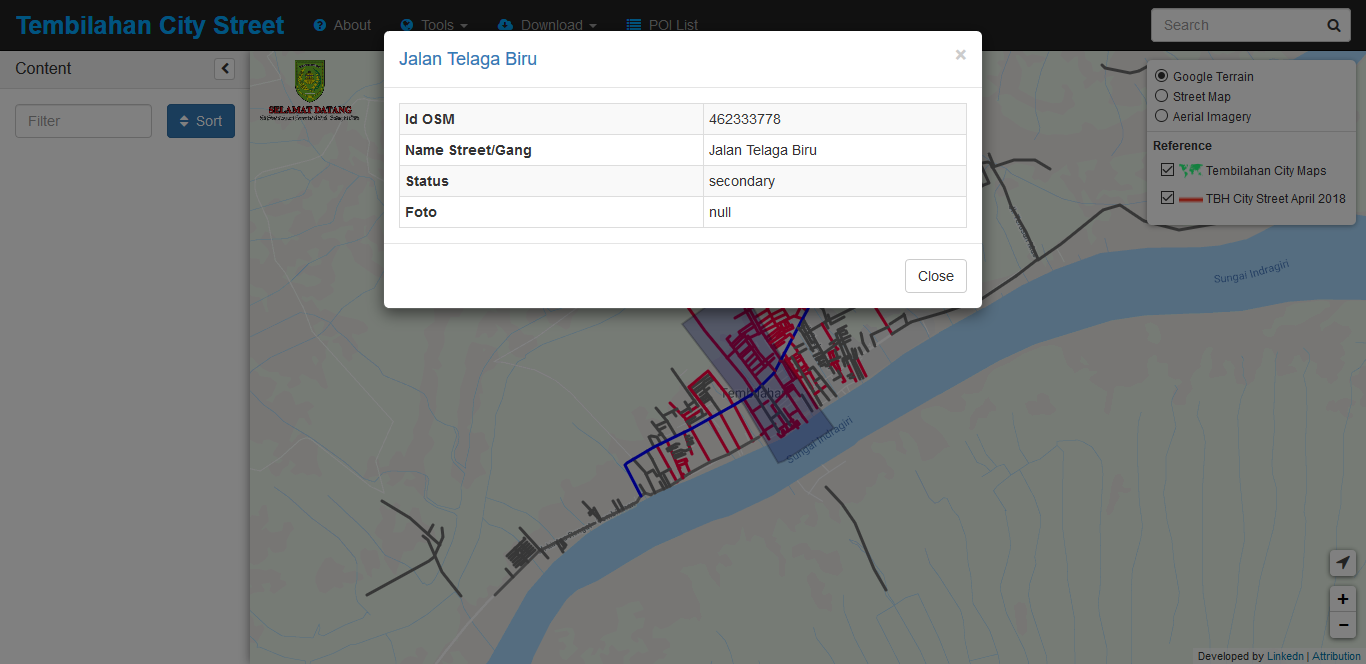 Tembilahan City Street
About
Tools
Download
POI List
Search
Content
Filter
Sort
SELAMAT DATANG
Jalan Telaga Biru
×
Id OSM 462333778
Name Street/Gang Jalan Telaga Biru
Status secondary
Foto null
Close
Google Terrain
Street Map
Aerial Imagery
Reference
Tembilahan City Maps
TBH City Street April 2018
Sungai Indragiri
Tembilahan
Sungai Indragiri
+
−
Developed by Linkedn | Attribution